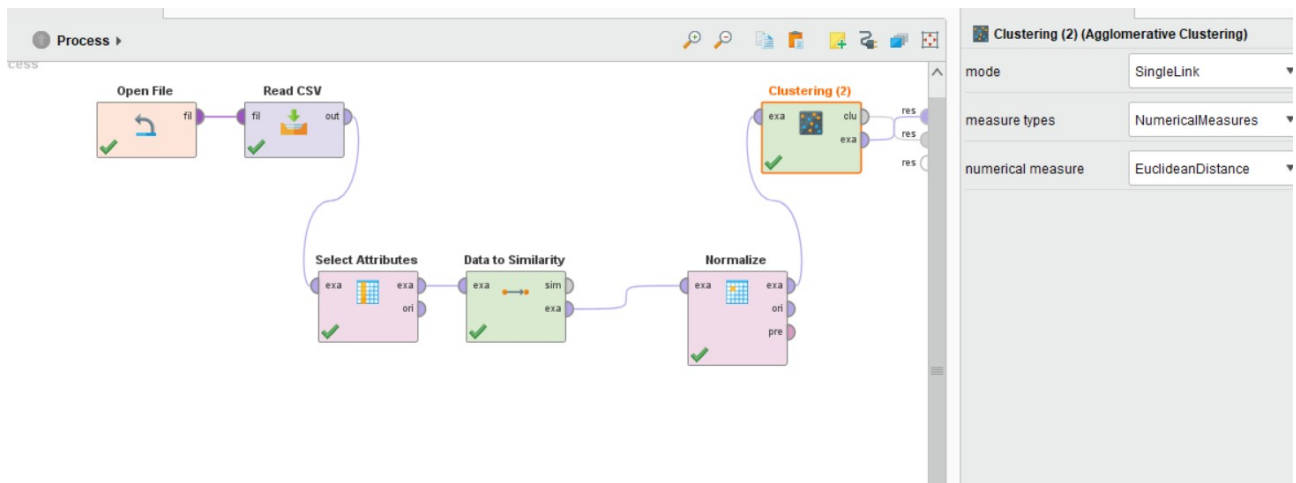 Process
Clustering (2) (Agglomerative Clustering)
cess
mode
SingleLink
Open File
Read CSV
Clustering (2)
fil
fil
out
exa
clu
res
exa
res
res
measure types
NumericalMeasures
numerical measure
EuclideanDistance
Select Attributes
Data to Similarity
Normalize
exa
exa
ori
exa
sim
exa
exa
exa
ori
pre